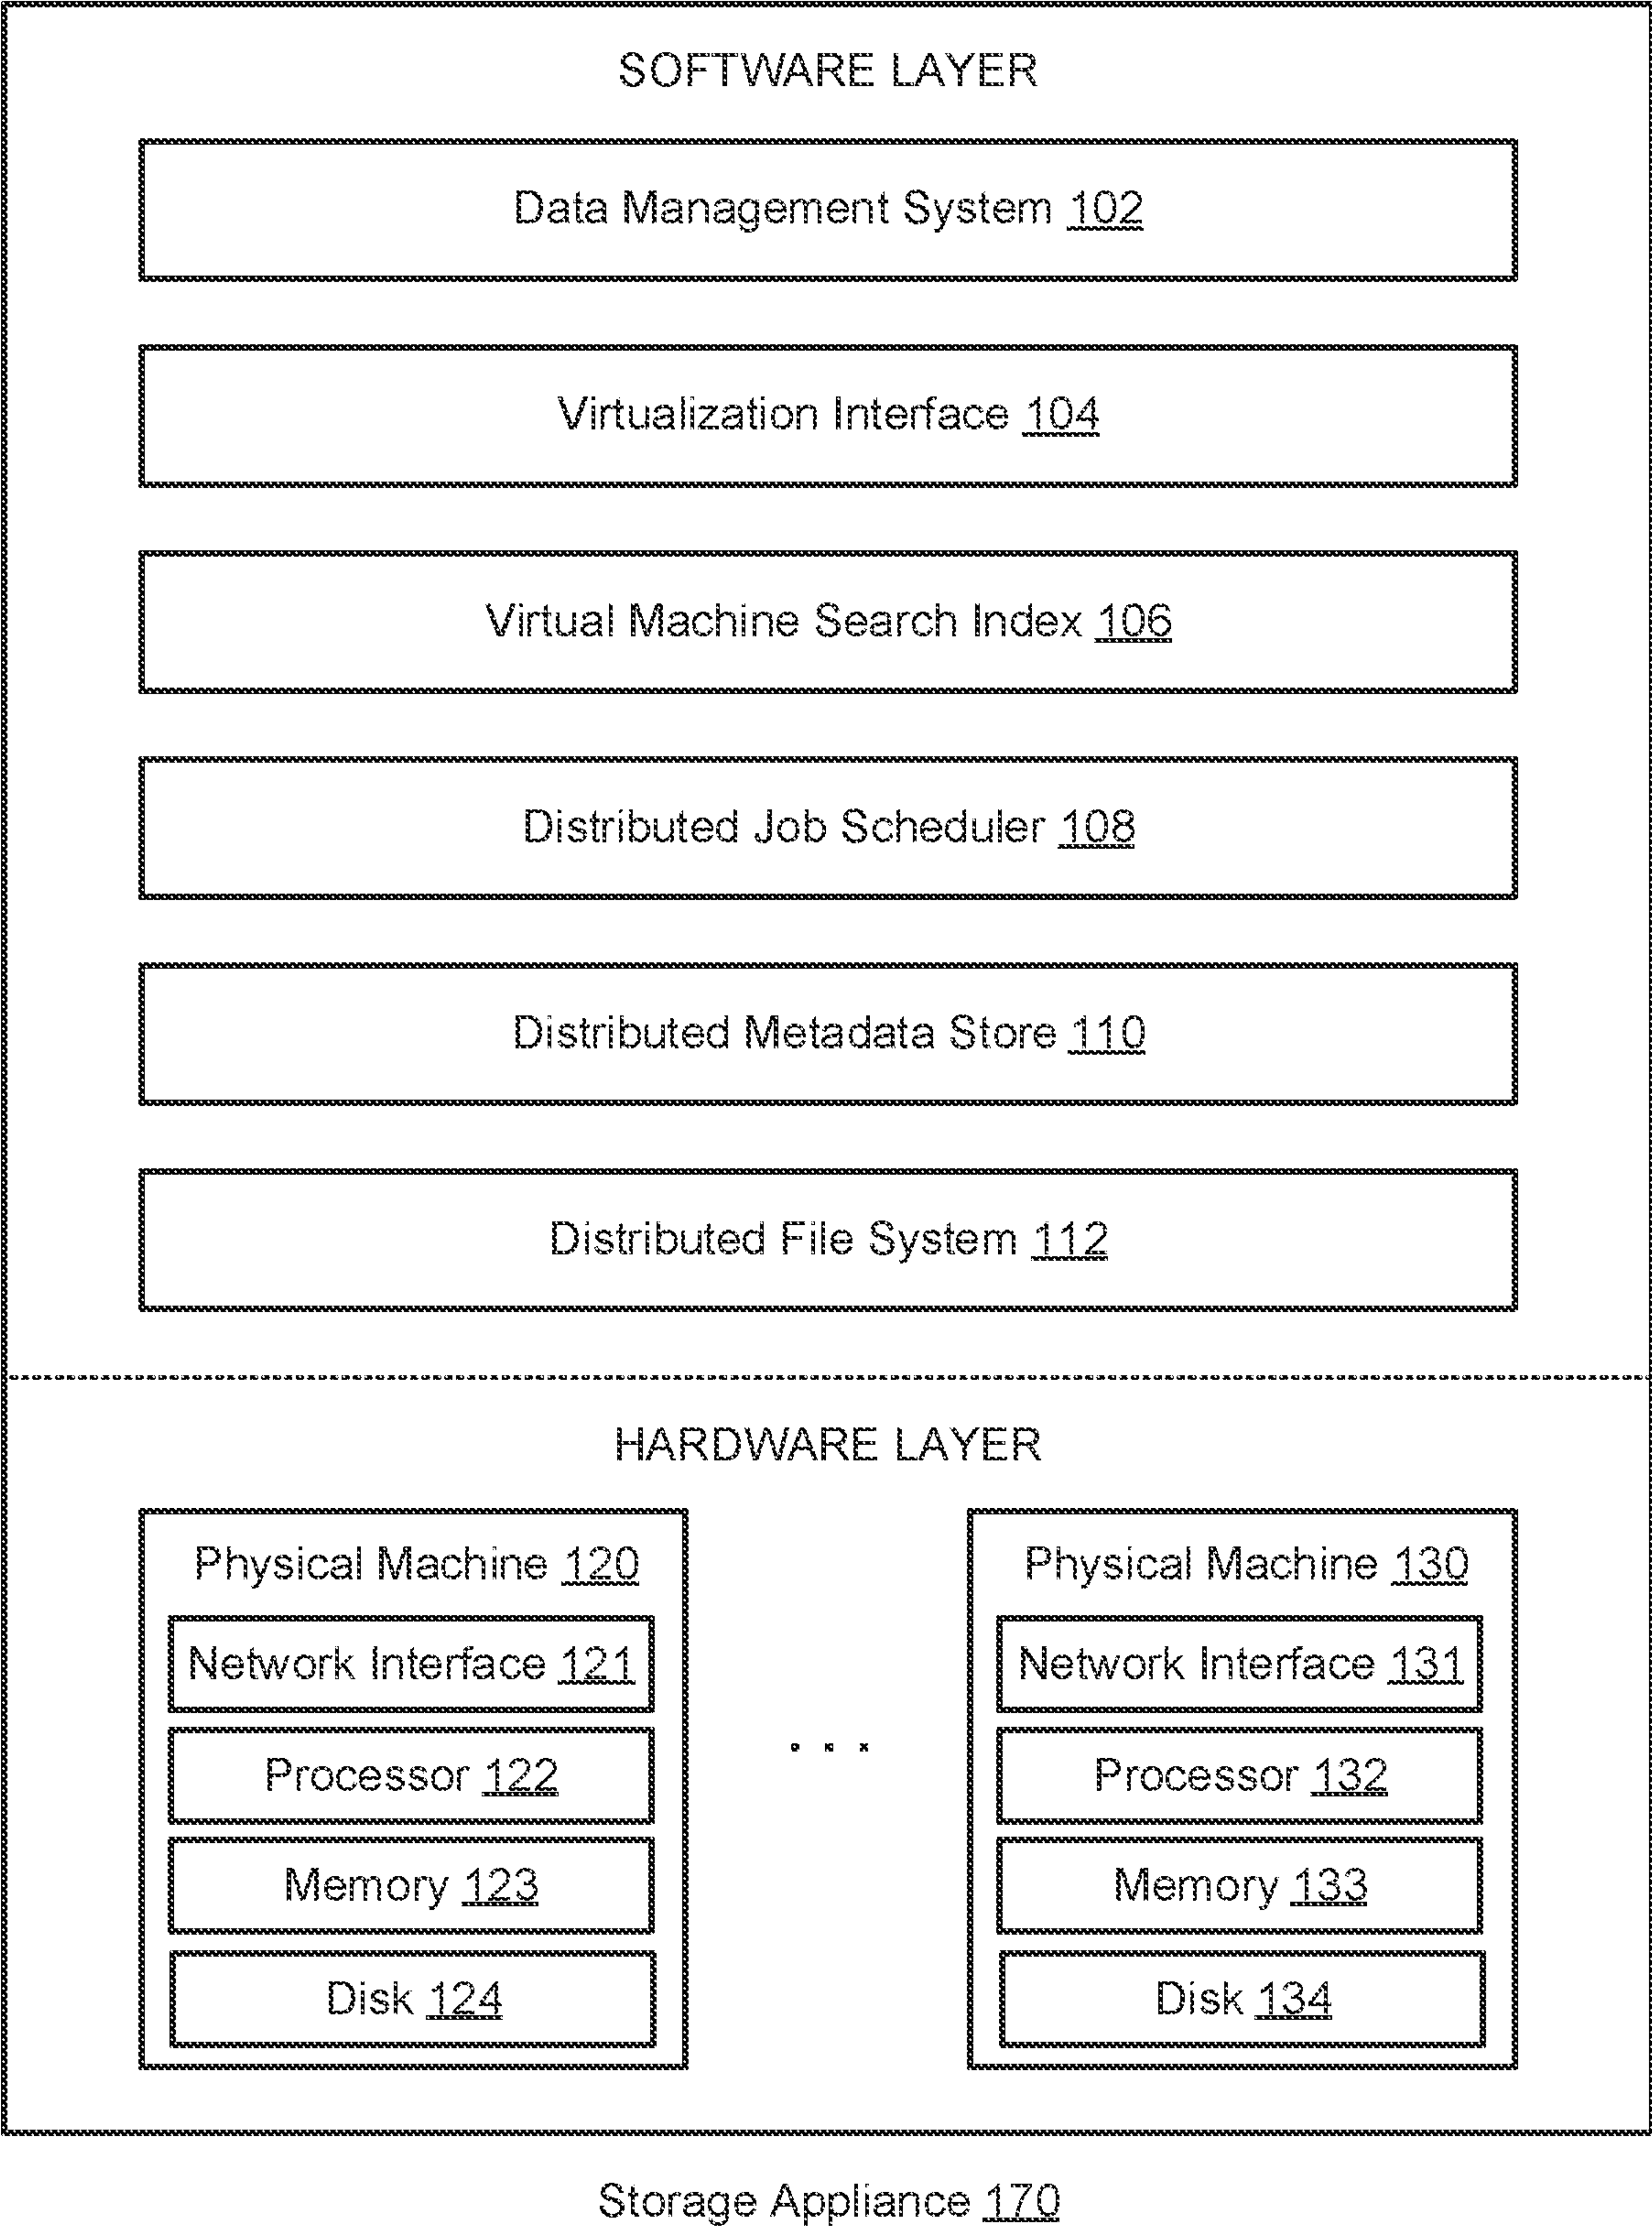 SOFTWARE LAYER
Data Management System 102
Virtualization Interface 104
Virtual Machine Search Index 106
Distributed Job Scheduler 108
Distributed Metadata Store 110
Distributed File System 112
HARDWARE LAYER
Physical Machine 120
Network Interface 121
Processor 122
Memory 123
Disk 124
. . .
Physical Machine 130
Network Interface 131
Processor 132
Memory 133
Disk 134
Storage Appliance 170